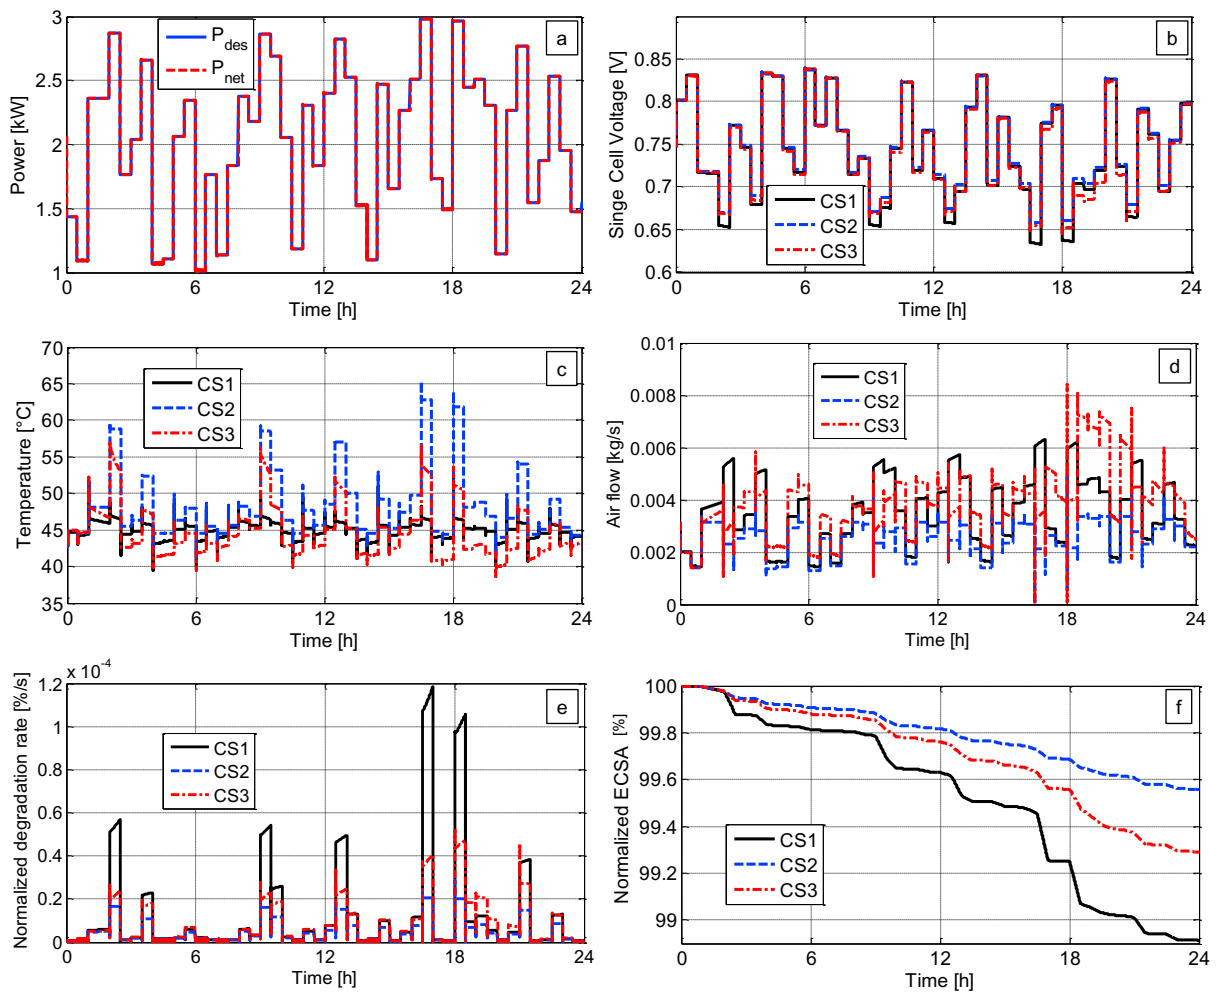 3
2.5
2
1.5
1
Power [kW]
P_des
P_net
a
0 6 12 18 24
Time [h]
0.85
0.8
0.75
0.7
0.65
0.6
Singe Cell Voltage [V]
b
CS1
CS2
CS3
0 6 12 18 24
Time [h]
70
65
60
55
50
45
40
35
Temperature [°C]
CS1
CS2
CS3
c
0 6 12 18 24
Time [h]
0.01
0.008
0.006
0.004
0.002
0
Air flow [kg/s]
CS1
CS2
CS3
d
0 6 12 18 24
Time [h]
x 10^-4
1.2
1
0.8
0.6
0.4
0.2
0
Normalized degradation rate [%/s]
CS1
CS2
CS3
e
0 6 12 18 24
Time [h]
100
99.8
99.6
99.4
99.2
99
Normalized ECSA [%]
f
CS1
CS2
CS3
0 6 12 18 24
Time [h]